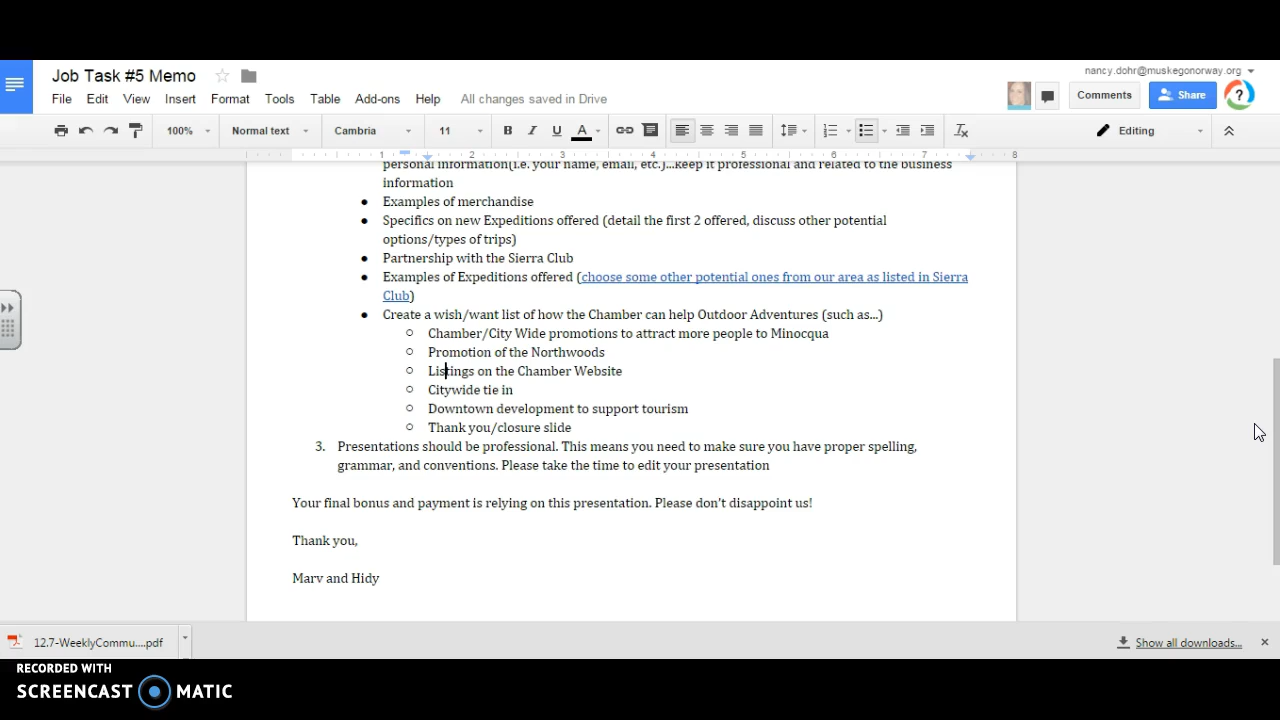 Job Task #5 Memo
nancy.dohr@muskegonorway.org
File Edit View Insert Format Tools Table Add-ons Help All changes saved in Drive
Comments Share ?
100% Normal text Cambria 11 B I U A Editing
1 2 3 4 5 6 7 8
personal information(i.e. your name, email, etc.)...keep it professional and related to the business
information
● Examples of merchandise
● Specifics on new Expeditions offered (detail the first 2 offered, discuss other potential
options/types of trips)
● Partnership with the Sierra Club
● Examples of Expeditions offered (choose some other potential ones from our area as listed in Sierra
Club)
● Create a wish/want list of how the Chamber can help Outdoor Adventures (such as...)
○ Chamber/City Wide promotions to attract more people to Minocqua
○ Promotion of the Northwoods
○ Listings on the Chamber Website
○ Citywide tie in
○ Downtown development to support tourism
○ Thank you/closure slide
3. Presentations should be professional. This means you need to make sure you have proper spelling,
grammar, and conventions. Please take the time to edit your presentation
Your final bonus and payment is relying on this presentation. Please don't disappoint us!
Thank you,
Marv and Hidy
12.7-WeeklyCommu....pdf Show all downloads...
RECORDED WITH
SCREENCAST MATIC